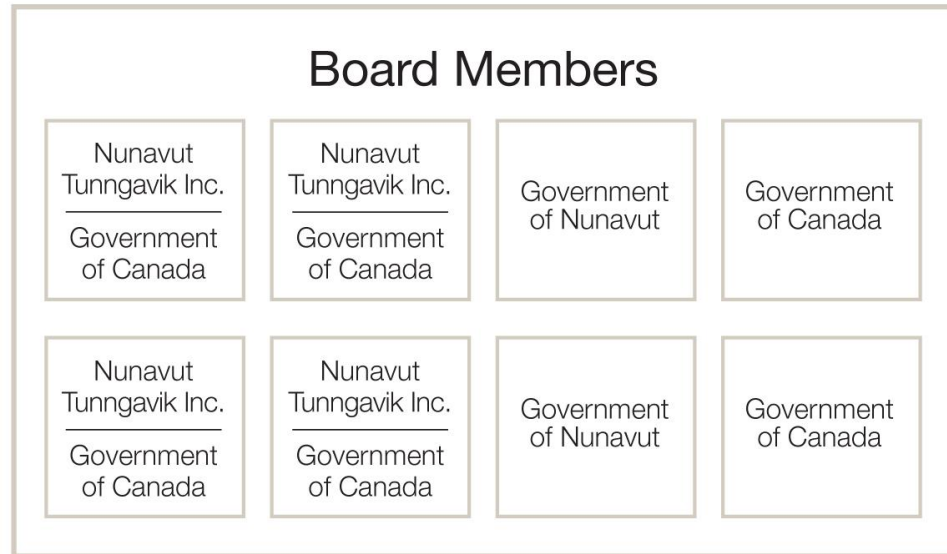 Board Members
Nunavut
Tunngavik Inc.
Government
of Canada
Nunavut
Tunngavik Inc.
Government
of Canada
Government
of Nunavut
Government
of Canada
Nunavut
Tunngavik Inc.
Government
of Canada
Nunavut
Tunngavik Inc.
Government
of Canada
Government
of Nunavut
Government
of Canada